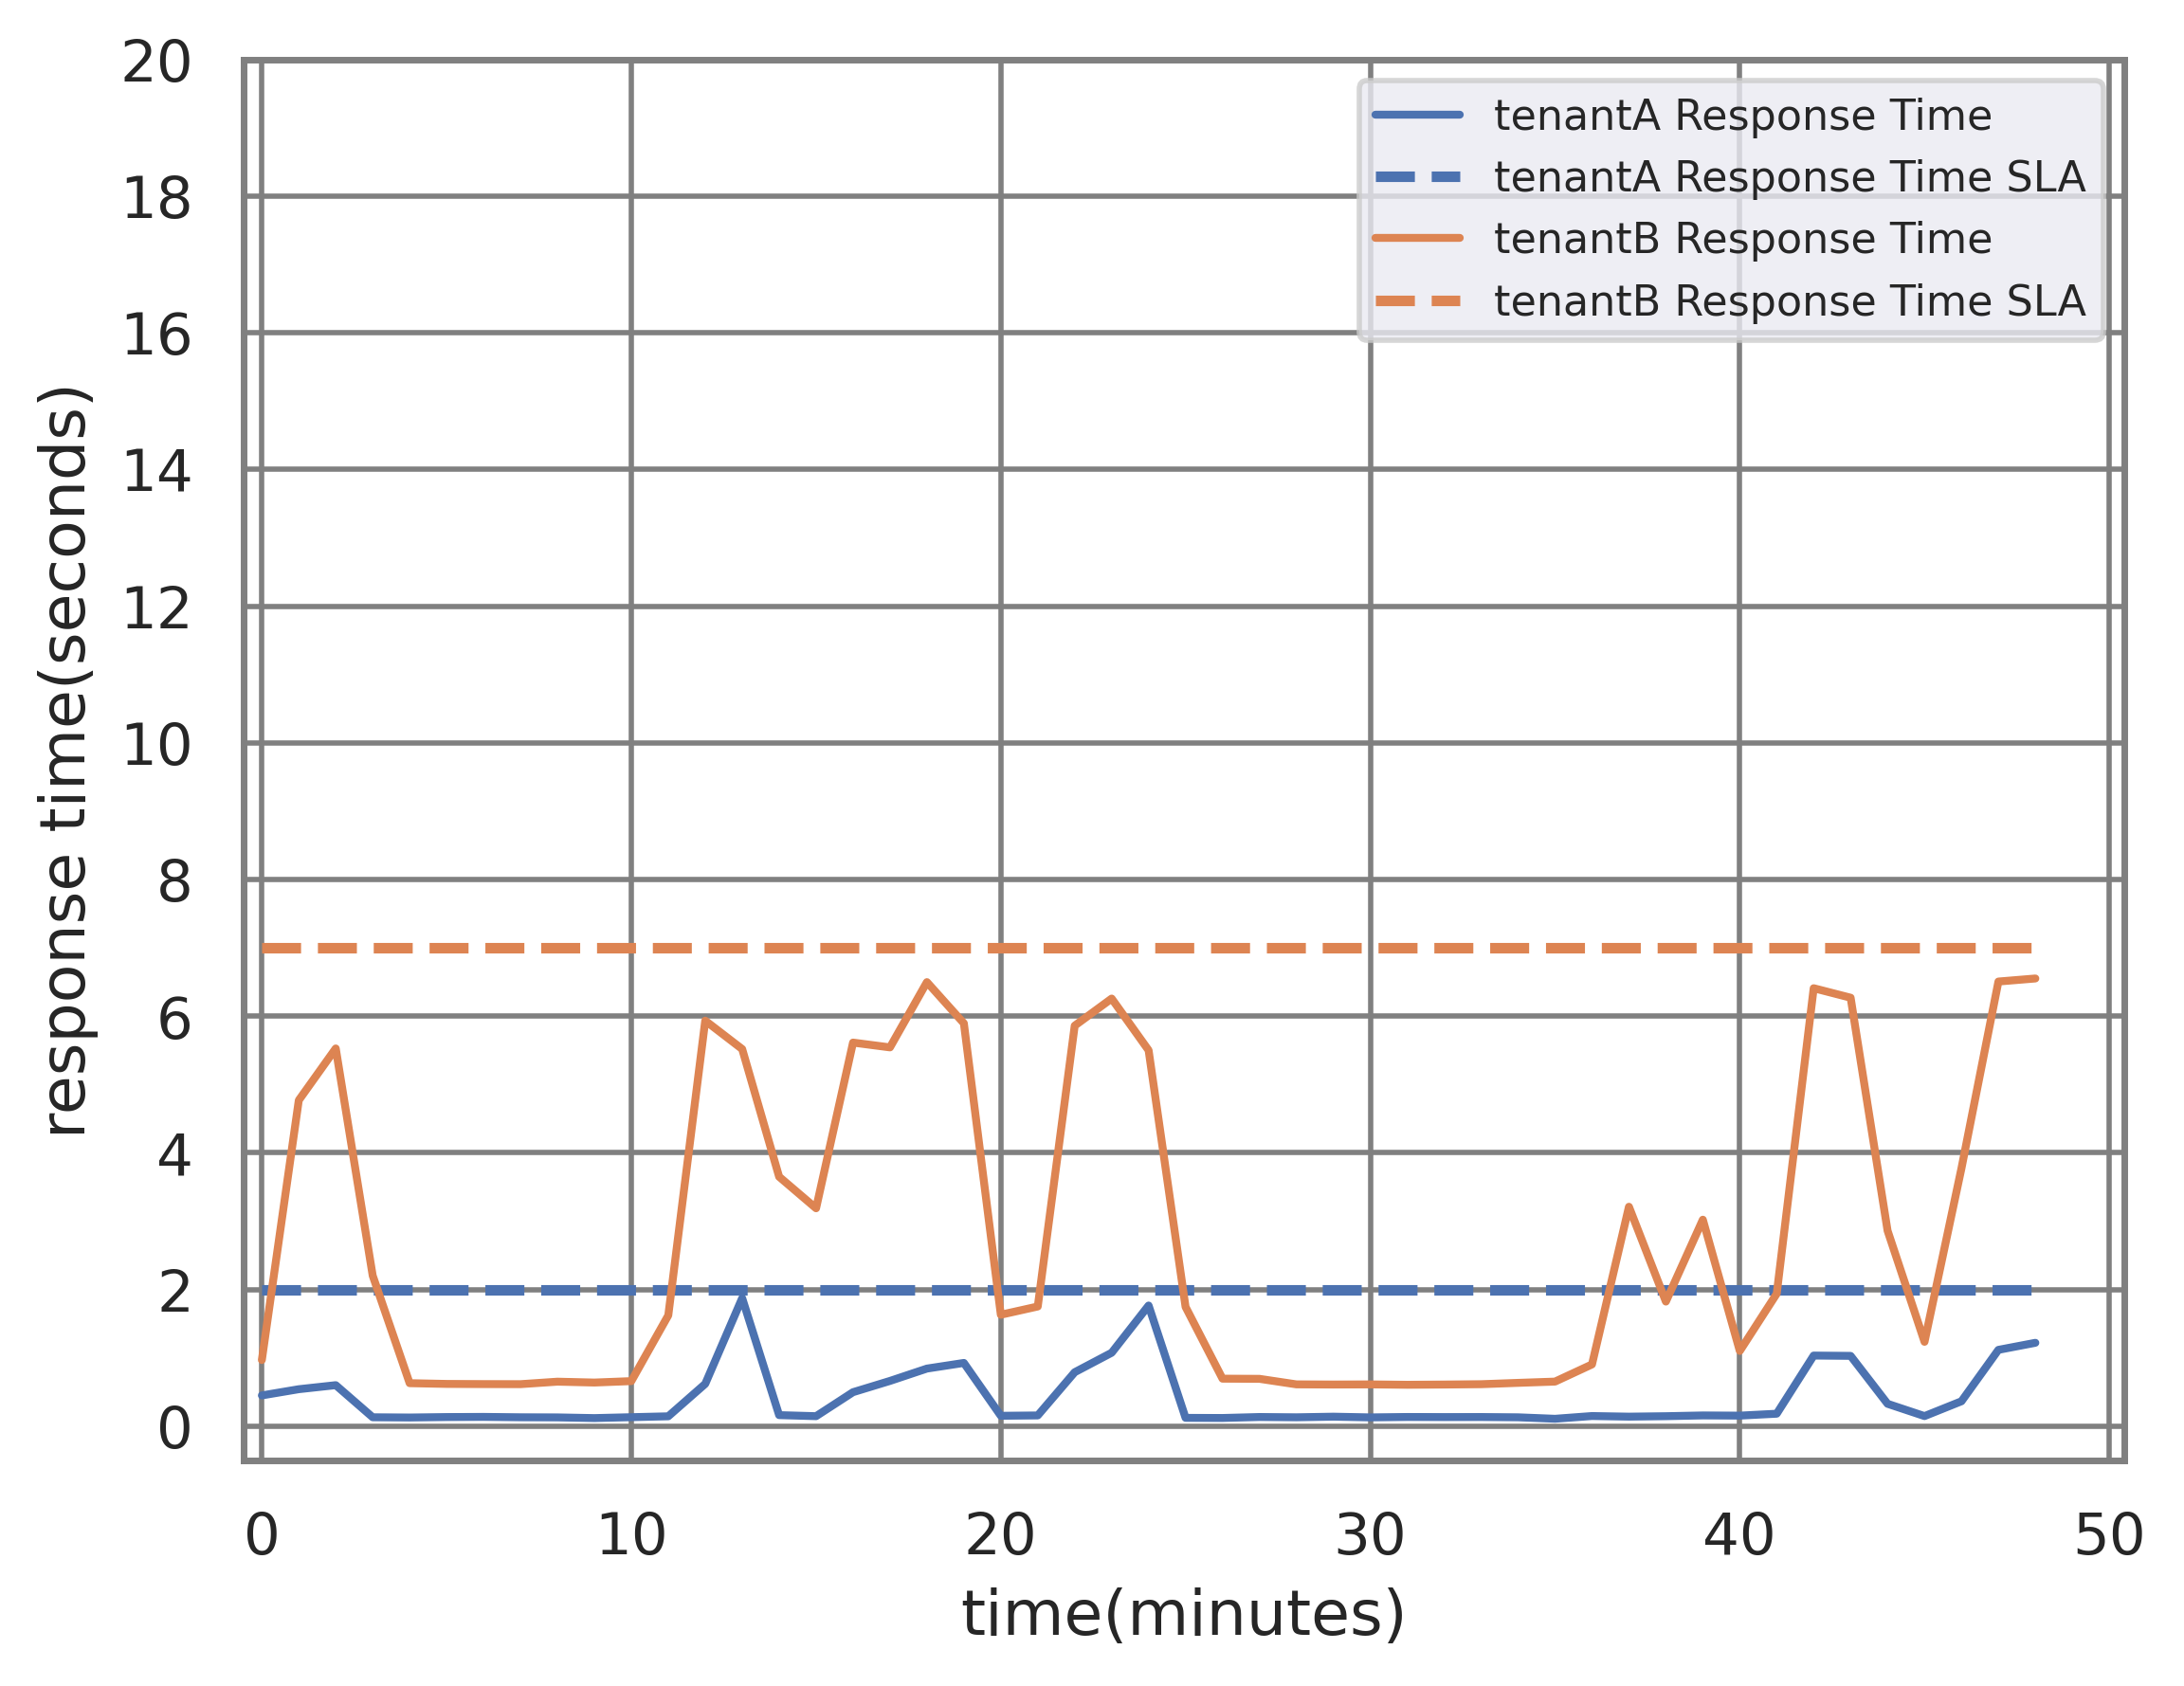 20
18
16
14
12
10
8
6
4
2
0
response time(seconds)
tenantA Response Time
tenantA Response Time SLA
tenantB Response Time
tenantB Response Time SLA
0 10 20 30 40 50
time(minutes)